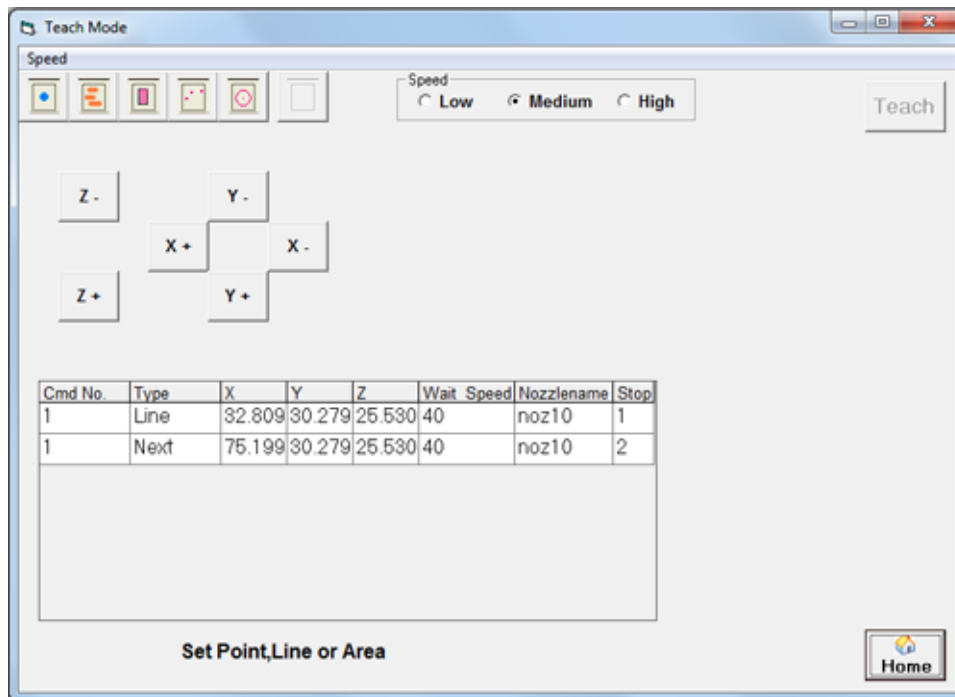 Teach Mode
Speed
Speed
Low Medium High
Teach
Z -
Y -
X +
X -
Z +
Y +
Cmd No. Type X Y Z Wait Speed Nozzlename Stop
1 Line 32.809 30.279 25.530 40 noz10 1
1 Next 75.199 30.279 25.530 40 noz10 2
Set Point,Line or Area
Home